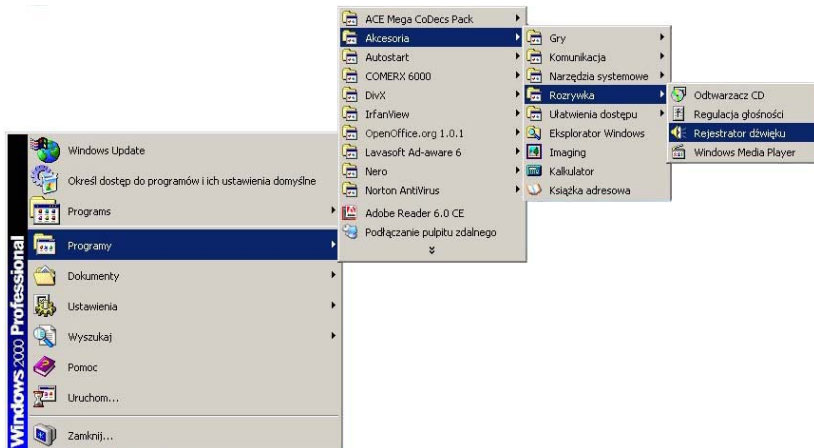 Windows 2000 Professional
Windows Update
Określ dostęp do programów i ich ustawienia domyślne
Programs
Programy
Dokumenty
Ustawienia
Wyszukaj
Pomoc
Uruchom...
Zamknij...
ACE Mega CoDecs Pack
Akcesoria
Autostart
COMERX 6000
DivX
IrfanView
OpenOffice.org 1.0.1
Lavasoft Ad-aware 6
Nero
Norton AntiVirus
Adobe Reader 6.0 CE
Podłączanie pulpitu zdalnego
Gry
Komunikacja
Narzędzia systemowe
Rozrywka
Ułatwienia dostępu
Eksplorator Windows
Imaging
Kalkulator
Książka adresowa
Odtwarzacz CD
Regulacja głośności
Rejestrator dźwięku
Windows Media Player